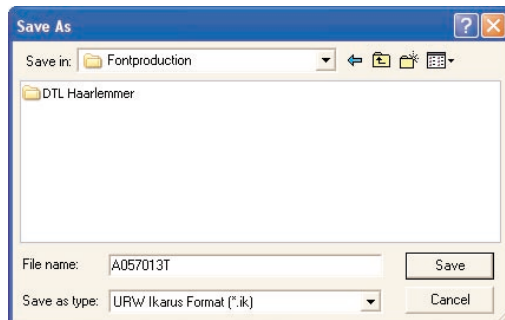 Save As
Save in: Fontproduction
DTL Haarlemmer
File name: A057013T Save
Save as type: URW Ikarus Format (*.ik) Cancel